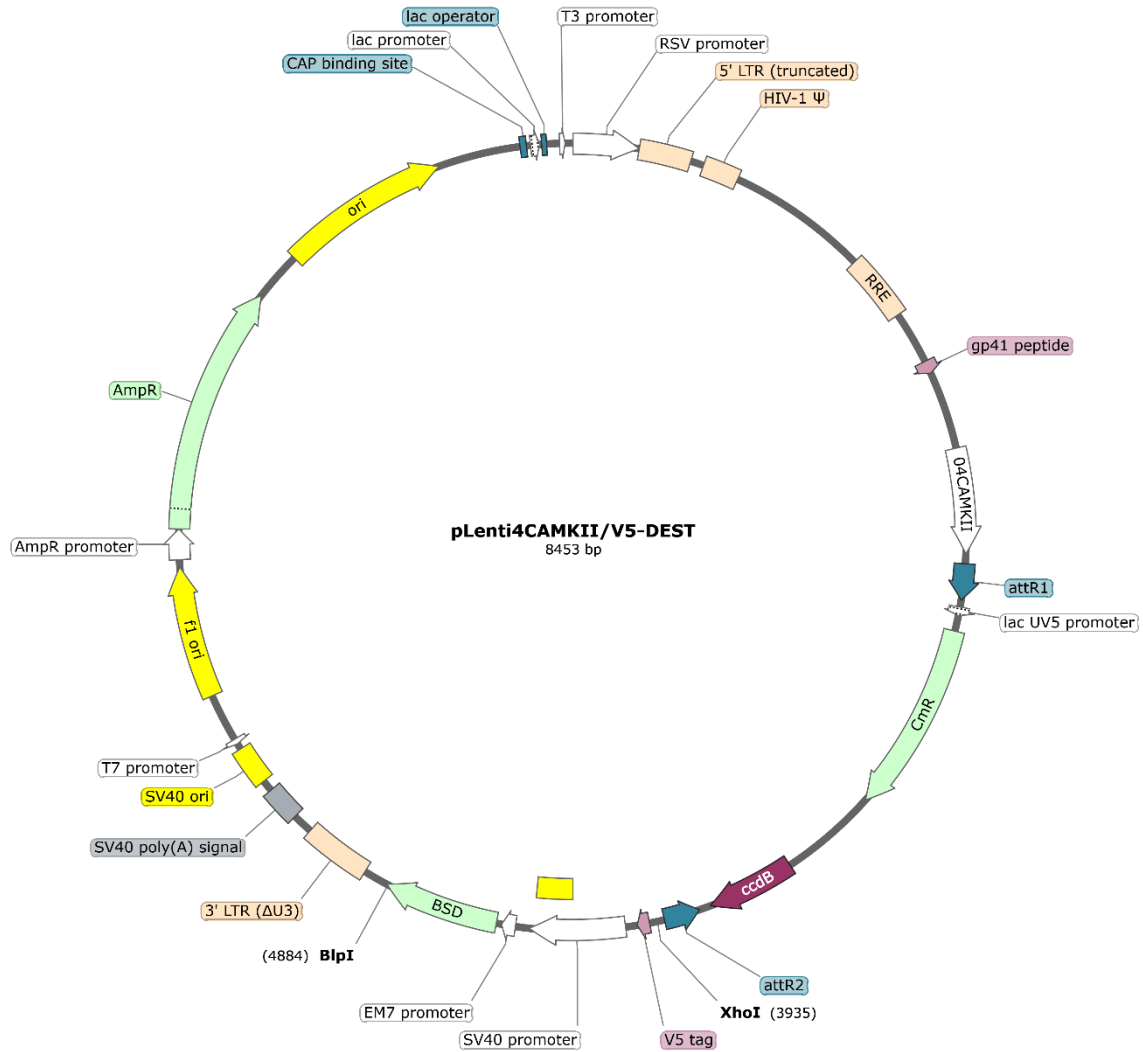 lac operator
T3 promoter
lac promoter
RSV promoter
CAP binding site
5' LTR (truncated)
HIV-1 Ψ
ori
RRE
gp41 peptide
AmpR
04CAMKII
pLenti4CAMKII/V5-DEST
8453 bp
AmpR promoter
attR1
lac UV5 promoter
f1 ori
CmR
T7 promoter
SV40 ori
SV40 poly(A) signal
ccdB
3' LTR (ΔU3)
BSD
(4884) BlpI
attR2
EM7 promoter
XhoI (3935)
SV40 promoter
V5 tag